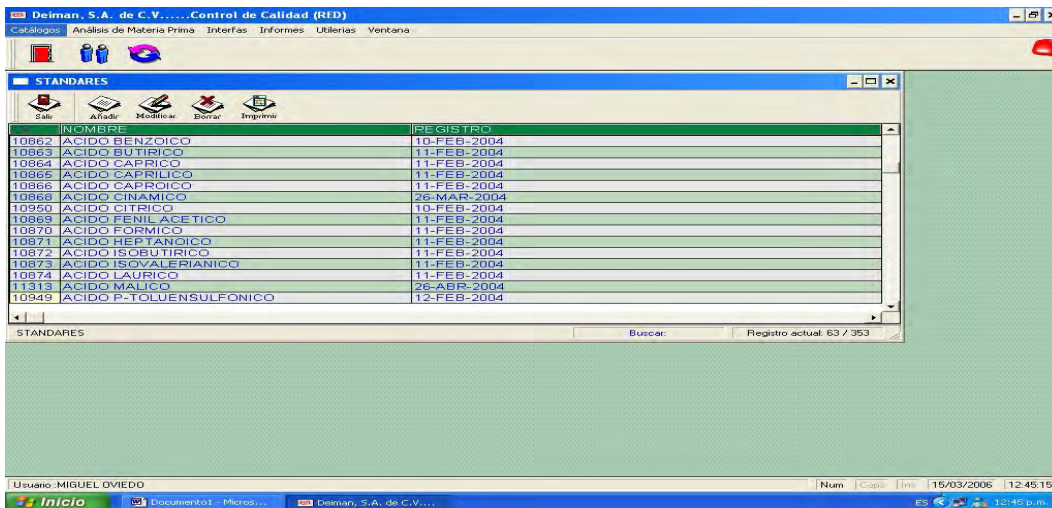 Deiman, S.A. de C.V......Control de Calidad (RED)
Catálogos Análisis de Materia Prima Interfas Informes Utilerias Ventana
STANDARES
Salir Añadir Modificar Borrar Imprimir
NOMBRE REGISTRO
10862 ACIDO BENZOICO 10-FEB-2004
10863 ACIDO BUTIRICO 11-FEB-2004
10864 ACIDO CAPRICO 11-FEB-2004
10865 ACIDO CAPRILICO 11-FEB-2004
10866 ACIDO CAPROICO 11-FEB-2004
10868 ACIDO CINAMICO 26-MAR-2004
10950 ACIDO CITRICO 10-FEB-2004
10869 ACIDO FENIL ACETICO 11-FEB-2004
10870 ACIDO FORMICO 11-FEB-2004
10871 ACIDO HEPTANOICO 11-FEB-2004
10872 ACIDO ISOBUTIRICO 11-FEB-2004
10873 ACIDO ISOVALERIANICO 11-FEB-2004
10874 ACIDO LAURICO 11-FEB-2004
11313 ACIDO MALICO 26-ABR-2004
10949 ACIDO P-TOLUENSULFONICO 12-FEB-2004
STANDARES Buscar: Registro actual: 63 / 353
Usuario :MIGUEL OVIEDO Num Caps Ins 15/03/2006 12:45:15
Inicio Documento1 - Micros... Deiman, S.A. de C.V.... ES 12:45 p.m.